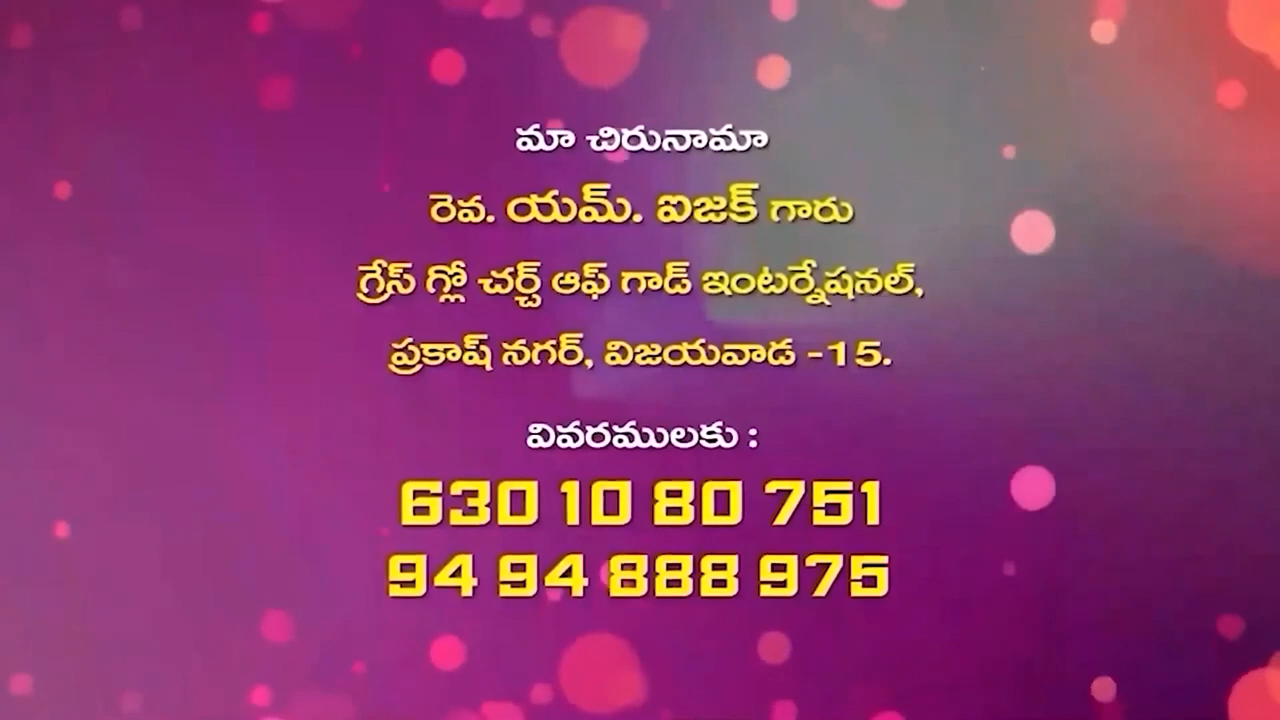 మా చిరునామా
రెవ. యమ్. ఐజక్ గారు
గ్రేస్ గ్లో చర్చ్ ఆఫ్ గాడ్ ఇంటర్నేషనల్,
ప్రకాష్ నగర్, విజయవాడ -15.
వివరములకు :
630 10 80 751
94 94 888 975